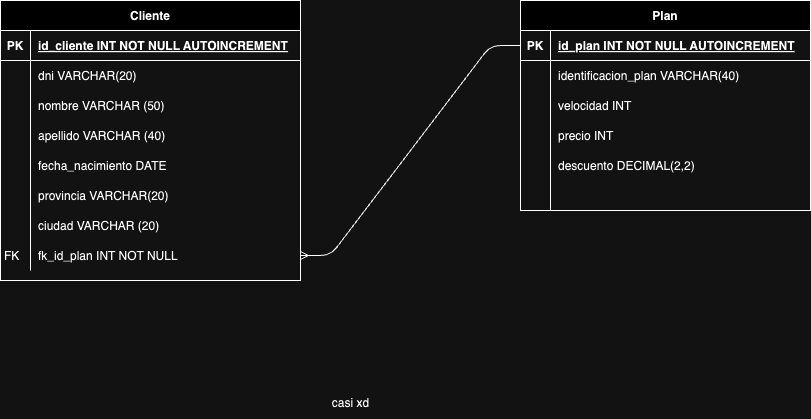 Cliente
PK id_cliente INT NOT NULL AUTOINCREMENT
dni VARCHAR(20)
nombre VARCHAR (50)
apellido VARCHAR (40)
fecha_nacimiento DATE
provincia VARCHAR(20)
ciudad VARCHAR (20)
FK fk_id_plan INT NOT NULL
Plan
PK id_plan INT NOT NULL AUTOINCREMENT
identificacion_plan VARCHAR(40)
velocidad INT
precio INT
descuento DECIMAL(2,2)
casi xd